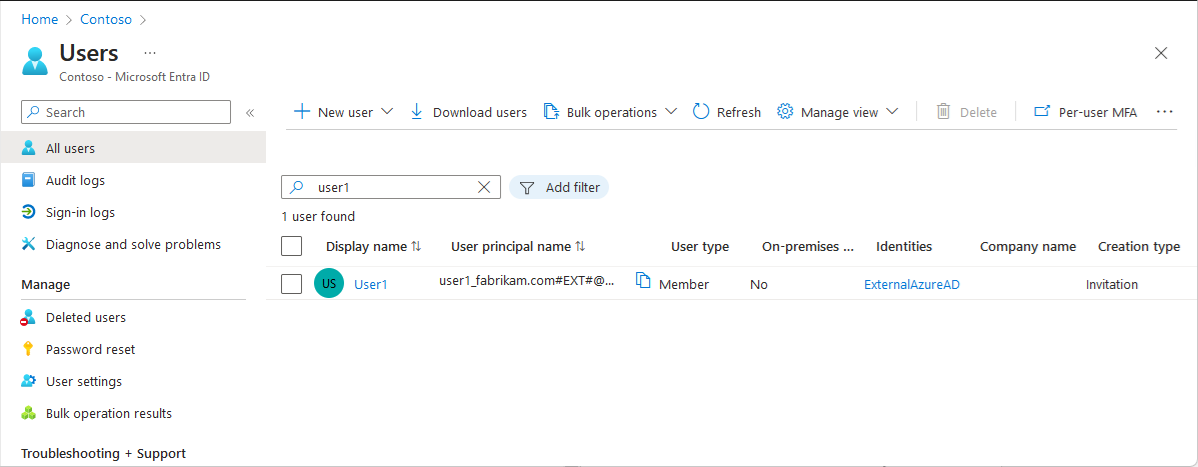 Home > Contoso >
Users ...
Contoso - Microsoft Entra ID
Search «
New user Download users Bulk operations Refresh Manage view Delete Per-user MFA ...
All users
Audit logs
Sign-in logs
Diagnose and solve problems
Manage
Deleted users
Password reset
User settings
Bulk operation results
Troubleshooting + Support
user1 Add filter
1 user found
Display name User principal name User type On-premises ... Identities Company name Creation type
US User1 user1_fabrikam.com#EXT#@... Member No ExternalAzureAD Invitation